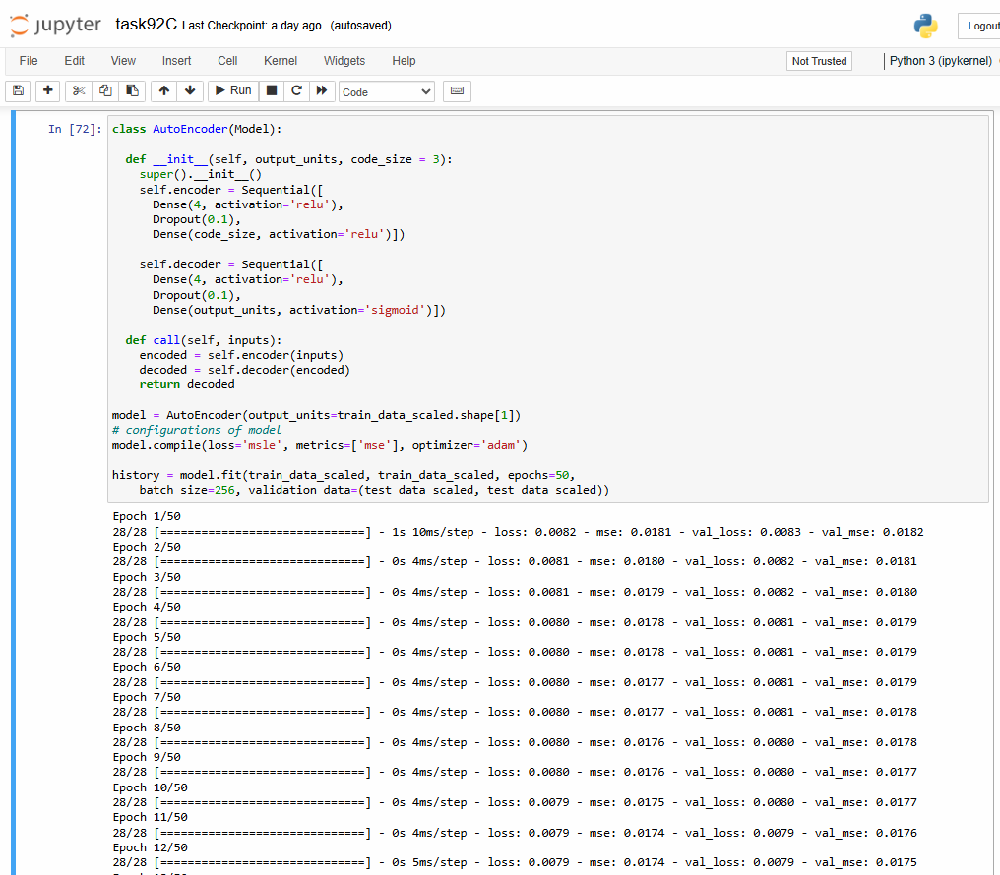 jupyter task92C Last Checkpoint: a day ago (autosaved)
Logout
File Edit View Insert Cell Kernel Widgets Help
Not Trusted
Python 3 (ipykernel)
Run
Code
In [72]:
class AutoEncoder(Model):
def __init__(self, output_units, code_size = 3):
super().__init__()
self.encoder = Sequential([
Dense(4, activation='relu'),
Dropout(0.1),
Dense(code_size, activation='relu')])
self.decoder = Sequential([
Dense(4, activation='relu'),
Dropout(0.1),
Dense(output_units, activation='sigmoid')])
def call(self, inputs):
encoded = self.encoder(inputs)
decoded = self.decoder(encoded)
return decoded
model = AutoEncoder(output_units=train_data_scaled.shape[1])
# configurations of model
model.compile(loss='msle', metrics=['mse'], optimizer='adam')
history = model.fit(train_data_scaled, train_data_scaled, epochs=50,
batch_size=256, validation_data=(test_data_scaled, test_data_scaled))
Epoch 1/50
28/28 [==============================] - 1s 10ms/step - loss: 0.0082 - mse: 0.0181 - val_loss: 0.0083 - val_mse: 0.0182
Epoch 2/50
28/28 [==============================] - 0s 4ms/step - loss: 0.0081 - mse: 0.0180 - val_loss: 0.0082 - val_mse: 0.0181
Epoch 3/50
28/28 [==============================] - 0s 4ms/step - loss: 0.0081 - mse: 0.0179 - val_loss: 0.0082 - val_mse: 0.0180
Epoch 4/50
28/28 [==============================] - 0s 4ms/step - loss: 0.0080 - mse: 0.0178 - val_loss: 0.0081 - val_mse: 0.0179
Epoch 5/50
28/28 [==============================] - 0s 4ms/step - loss: 0.0080 - mse: 0.0178 - val_loss: 0.0081 - val_mse: 0.0179
Epoch 6/50
28/28 [==============================] - 0s 4ms/step - loss: 0.0080 - mse: 0.0177 - val_loss: 0.0081 - val_mse: 0.0179
Epoch 7/50
28/28 [==============================] - 0s 4ms/step - loss: 0.0080 - mse: 0.0177 - val_loss: 0.0081 - val_mse: 0.0178
Epoch 8/50
28/28 [==============================] - 0s 4ms/step - loss: 0.0080 - mse: 0.0176 - val_loss: 0.0080 - val_mse: 0.0178
Epoch 9/50
28/28 [==============================] - 0s 4ms/step - loss: 0.0080 - mse: 0.0176 - val_loss: 0.0080 - val_mse: 0.0177
Epoch 10/50
28/28 [==============================] - 0s 4ms/step - loss: 0.0079 - mse: 0.0175 - val_loss: 0.0080 - val_mse: 0.0177
Epoch 11/50
28/28 [==============================] - 0s 4ms/step - loss: 0.0079 - mse: 0.0174 - val_loss: 0.0079 - val_mse: 0.0176
Epoch 12/50
28/28 [==============================] - 0s 5ms/step - loss: 0.0079 - mse: 0.0174 - val_loss: 0.0079 - val_mse: 0.0175